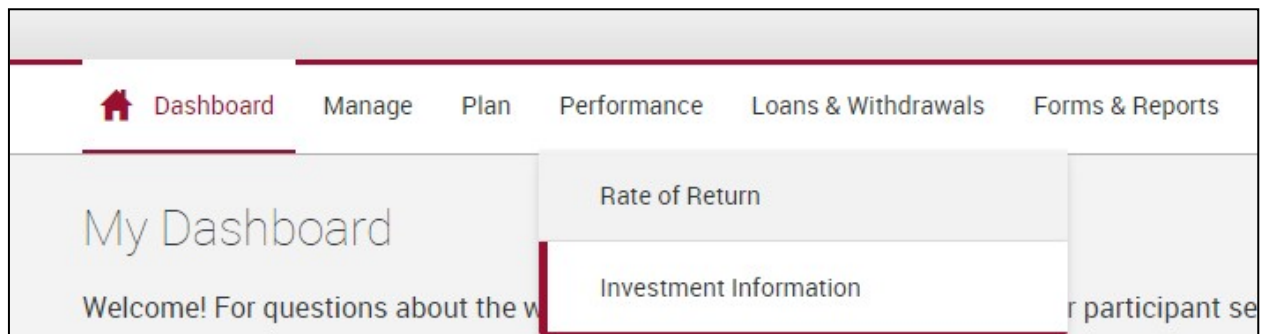 Dashboard Manage Plan Performance Loans & Withdrawals Forms & Reports
Rate of Return
My Dashboard
Investment Information
Welcome! For questions about the r participant